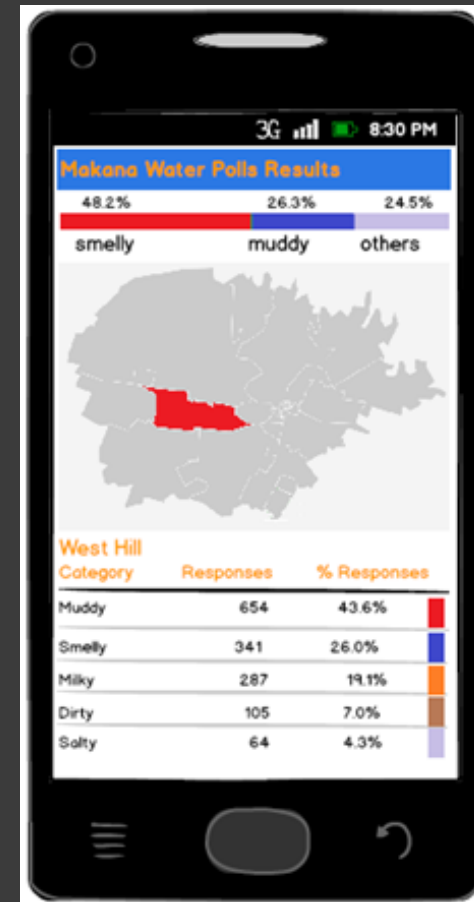 3G 8:30 PM
Makana Water Polls Results
48.2% 26.3% 24.5%
smelly muddy others
West Hill
Category Responses % Responses
Muddy 654 43.6%
Smelly 341 26.0%
Milky 287 19.1%
Dirty 105 7.0%
Salty 64 4.3%